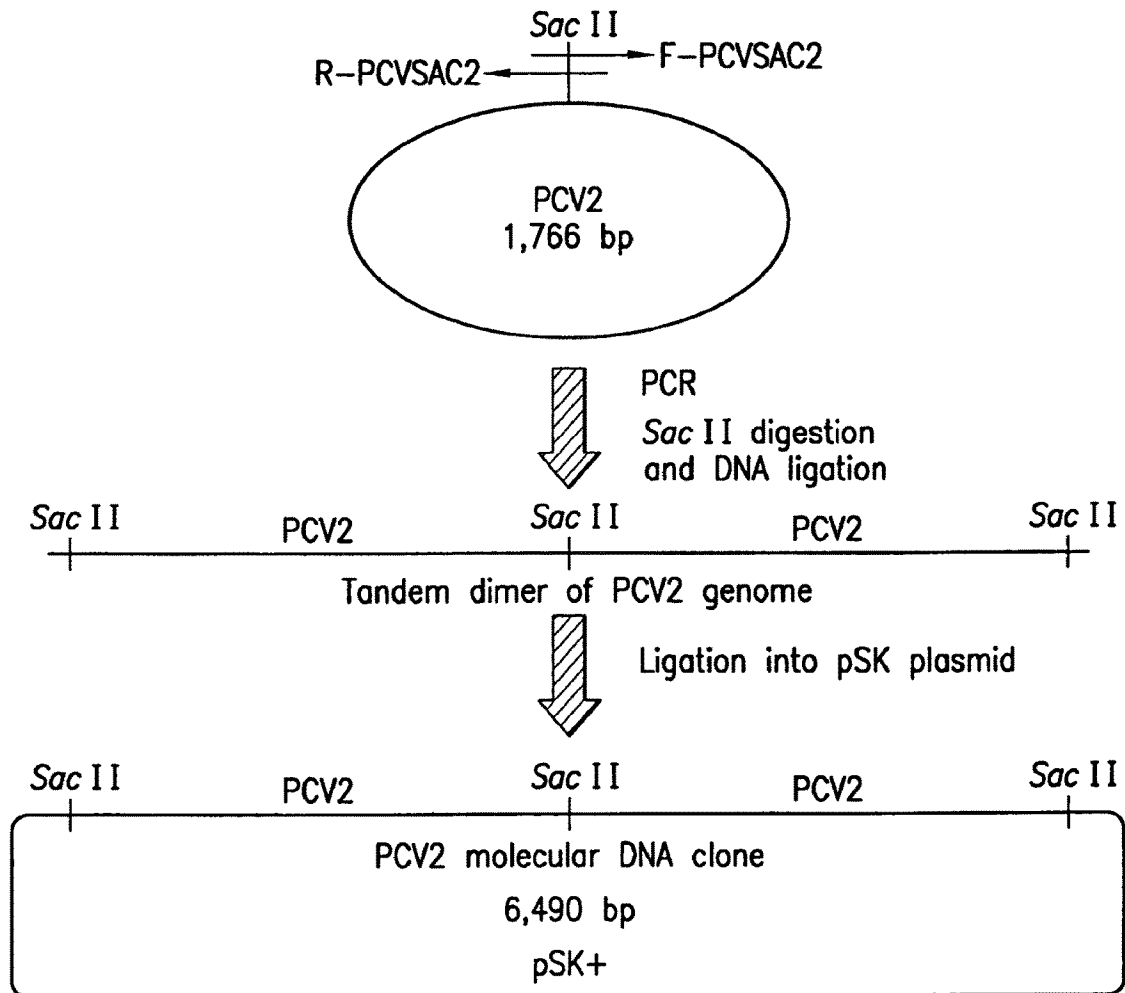 Sac II
F-PCVSAC2
R-PCVSAC2
PCV2
1,766 bp
PCR
Sac II digestion
and DNA ligation
Sac II PCV2 Sac II PCV2 Sac II
Tandem dimer of PCV2 genome
Ligation into pSK plasmid
Sac II PCV2 Sac II PCV2 Sac II
PCV2 molecular DNA clone
6,490 bp
pSK+